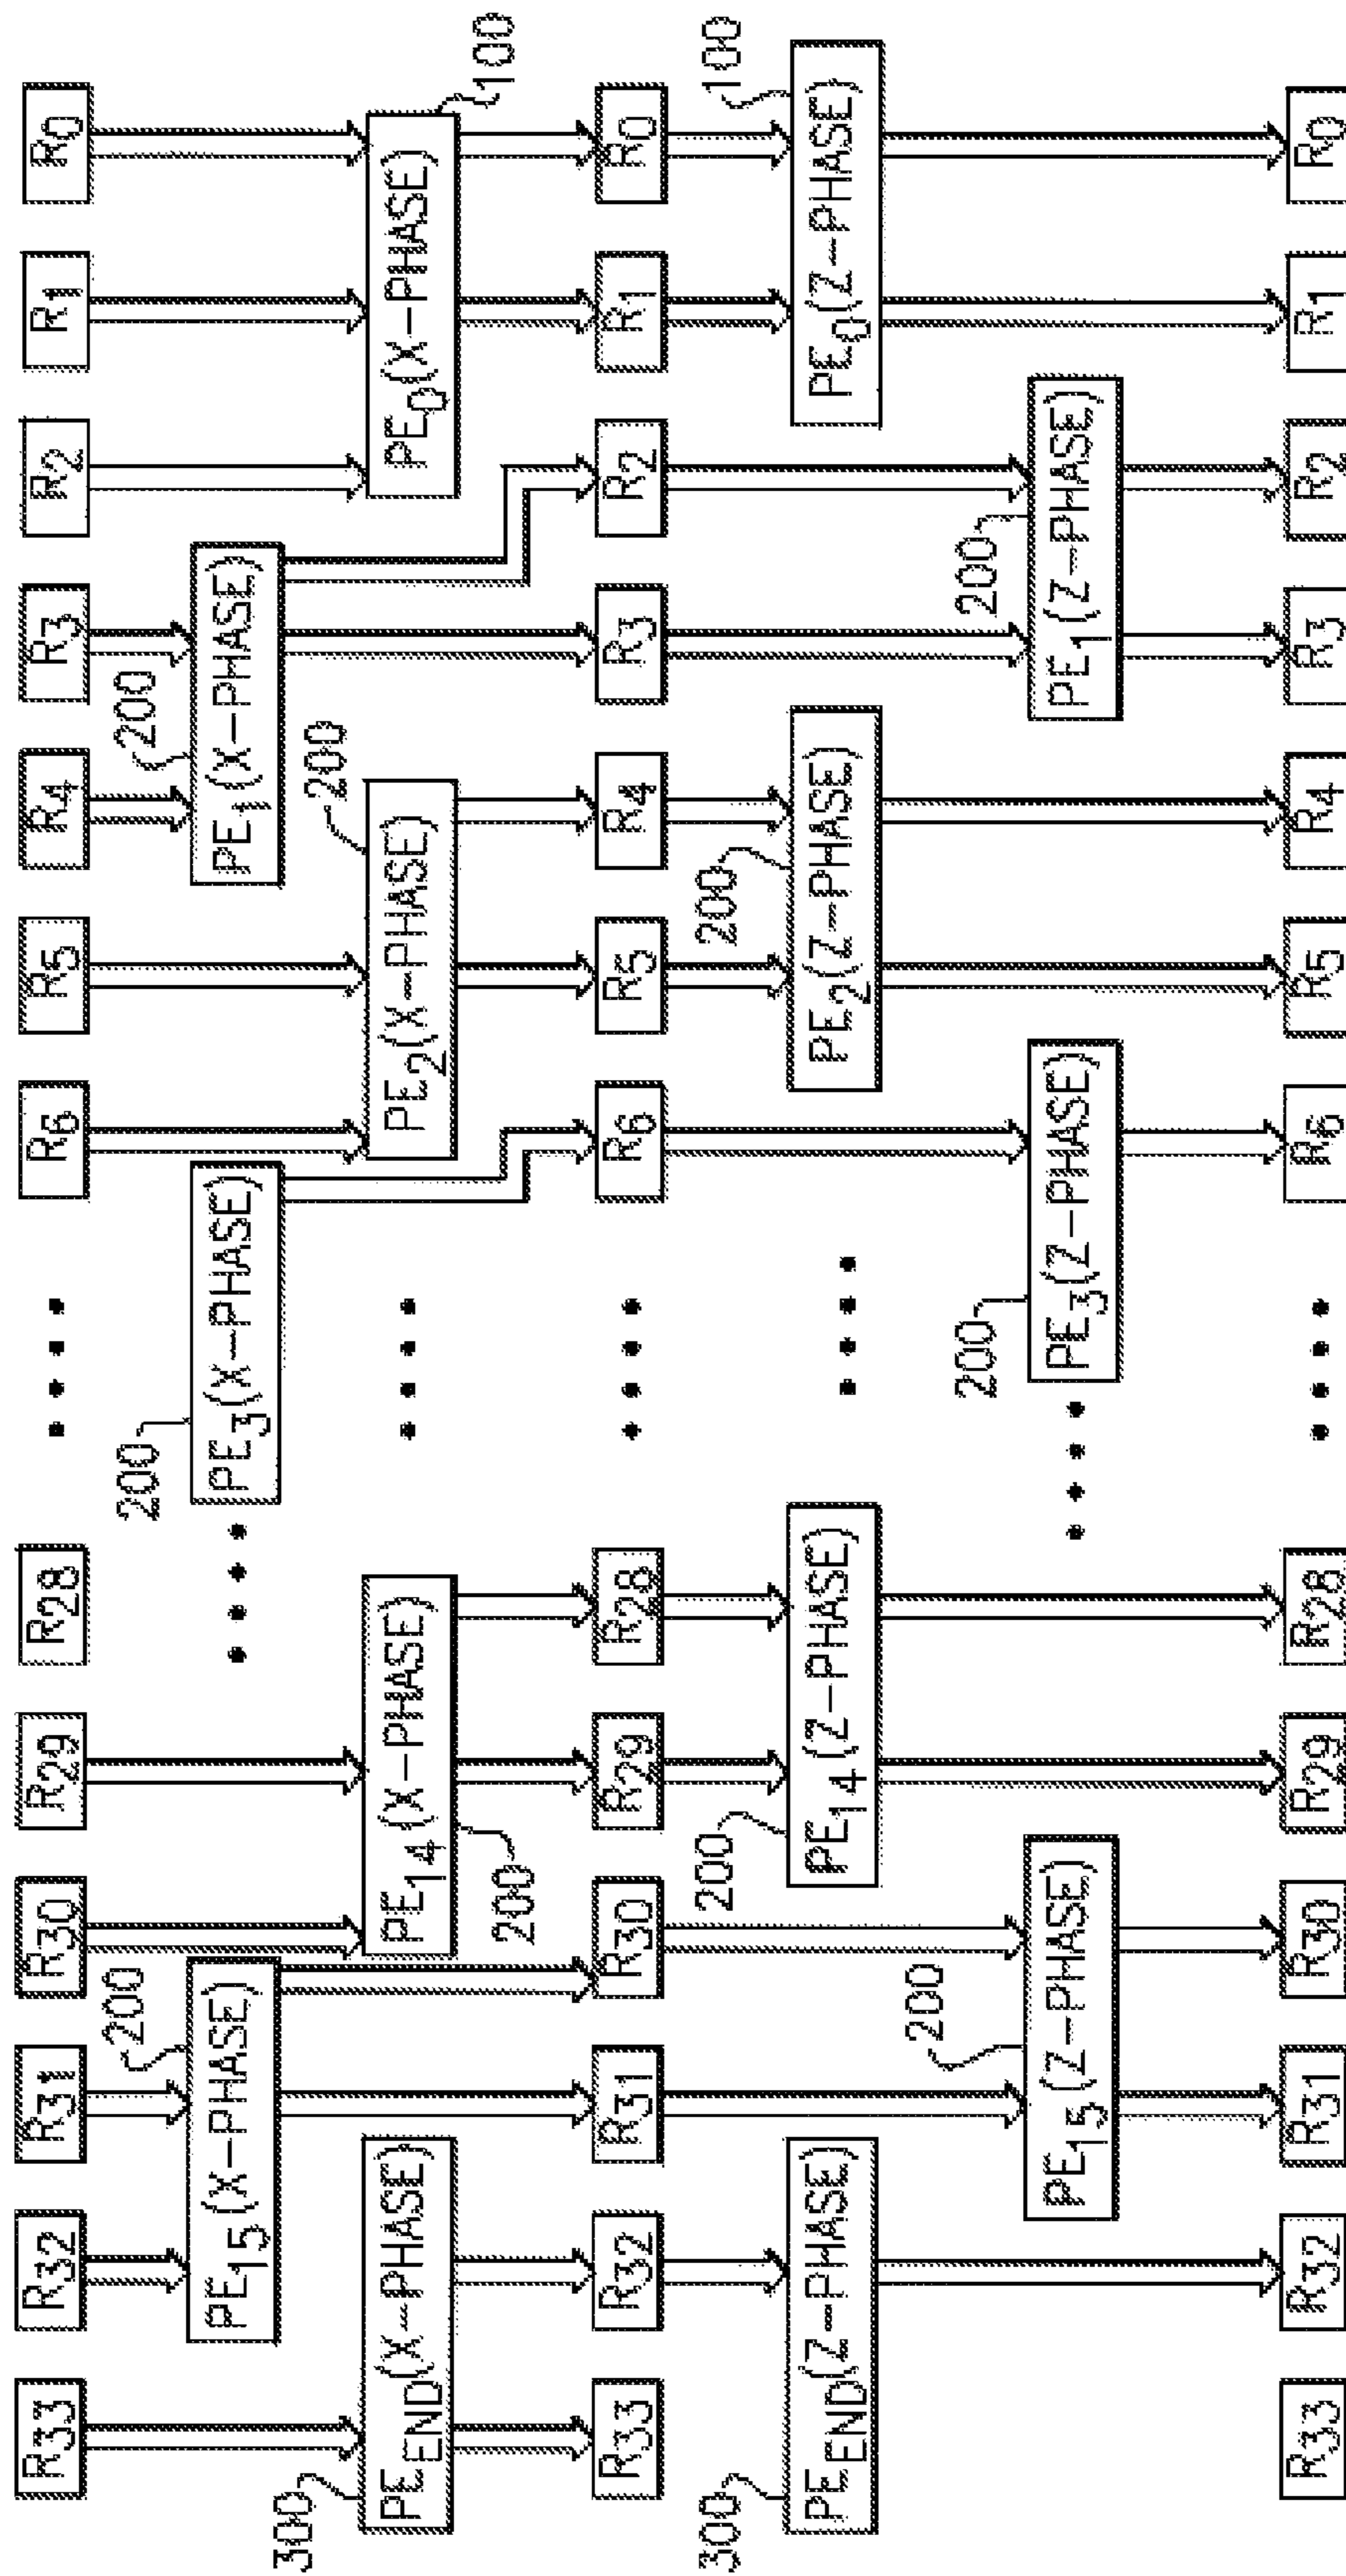 R33 R32 R31 R30 R29 R28 R6 R5 R4 R3 R2 R1 R0
200 200 200
PE15(X-PHASE) PE3(X-PHASE) PE1(X-PHASE)
300 200
PEEND(X-PHASE) PE14(X-PHASE) PE2(X-PHASE) PE0(X-PHASE)
200 100
R33 R32 R31 R30 R29 R28 R6 R5 R4 R3 R2 R1 R0
300 200 200 100
PEEND(Z-PHASE) PE14(Z-PHASE) PE2(Z-PHASE) PE0(Z-PHASE)
200 200 200
PE15(Z-PHASE) PE3(Z-PHASE) PE1(Z-PHASE)
R33 R32 R31 R30 R29 R28 R6 R5 R4 R3 R2 R1 R0